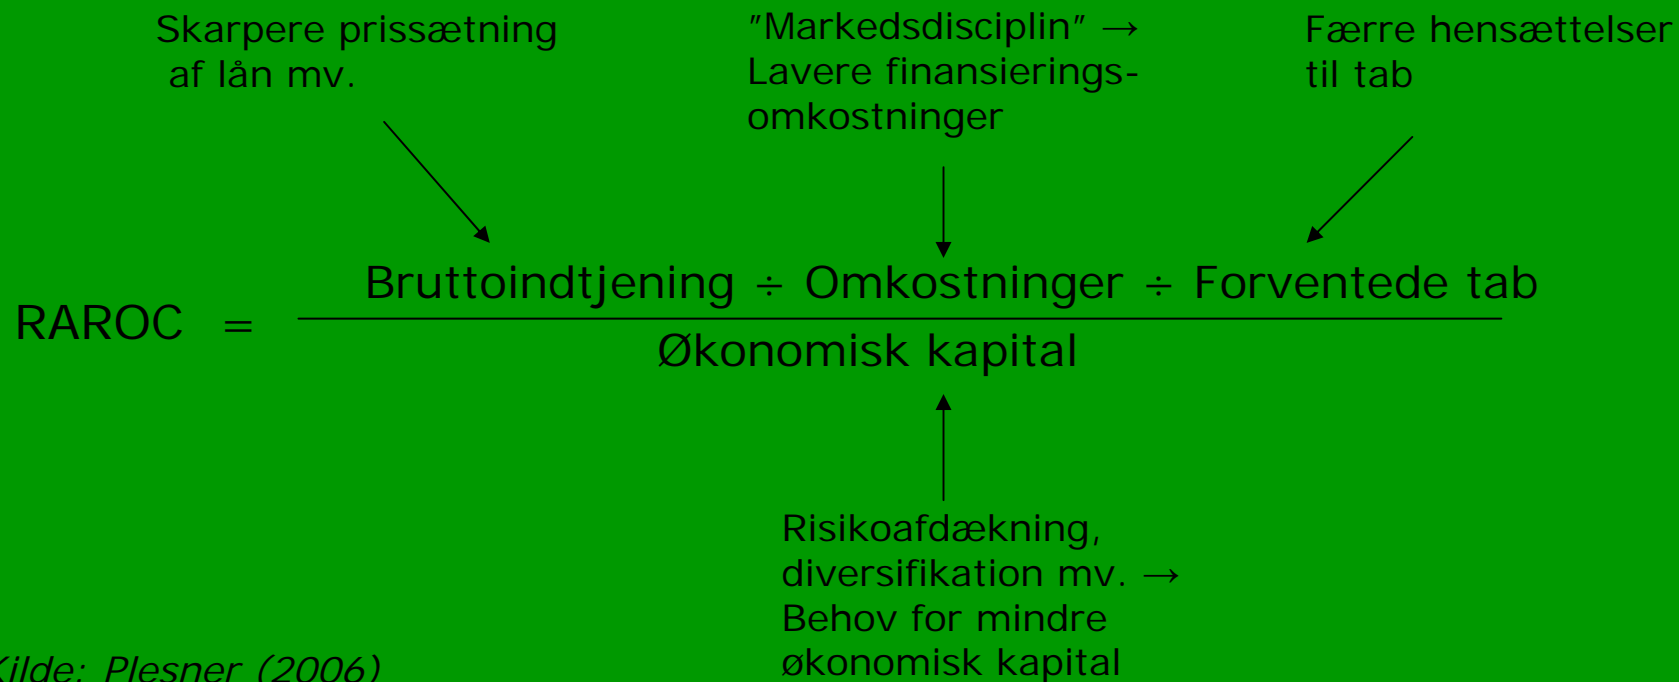 Skarpere prissætning
af lån mv.
"Markedsdisciplin" →
Lavere finansierings-
omkostninger
Færre hensættelser
til tab
RAROC =
Bruttoindtjening ÷ Omkostninger ÷ Forventede tab
Økonomisk kapital
Risikoafdækning,
diversifikation mv. →
Behov for mindre
økonomisk kapital
Kilde: Plesner (2006)